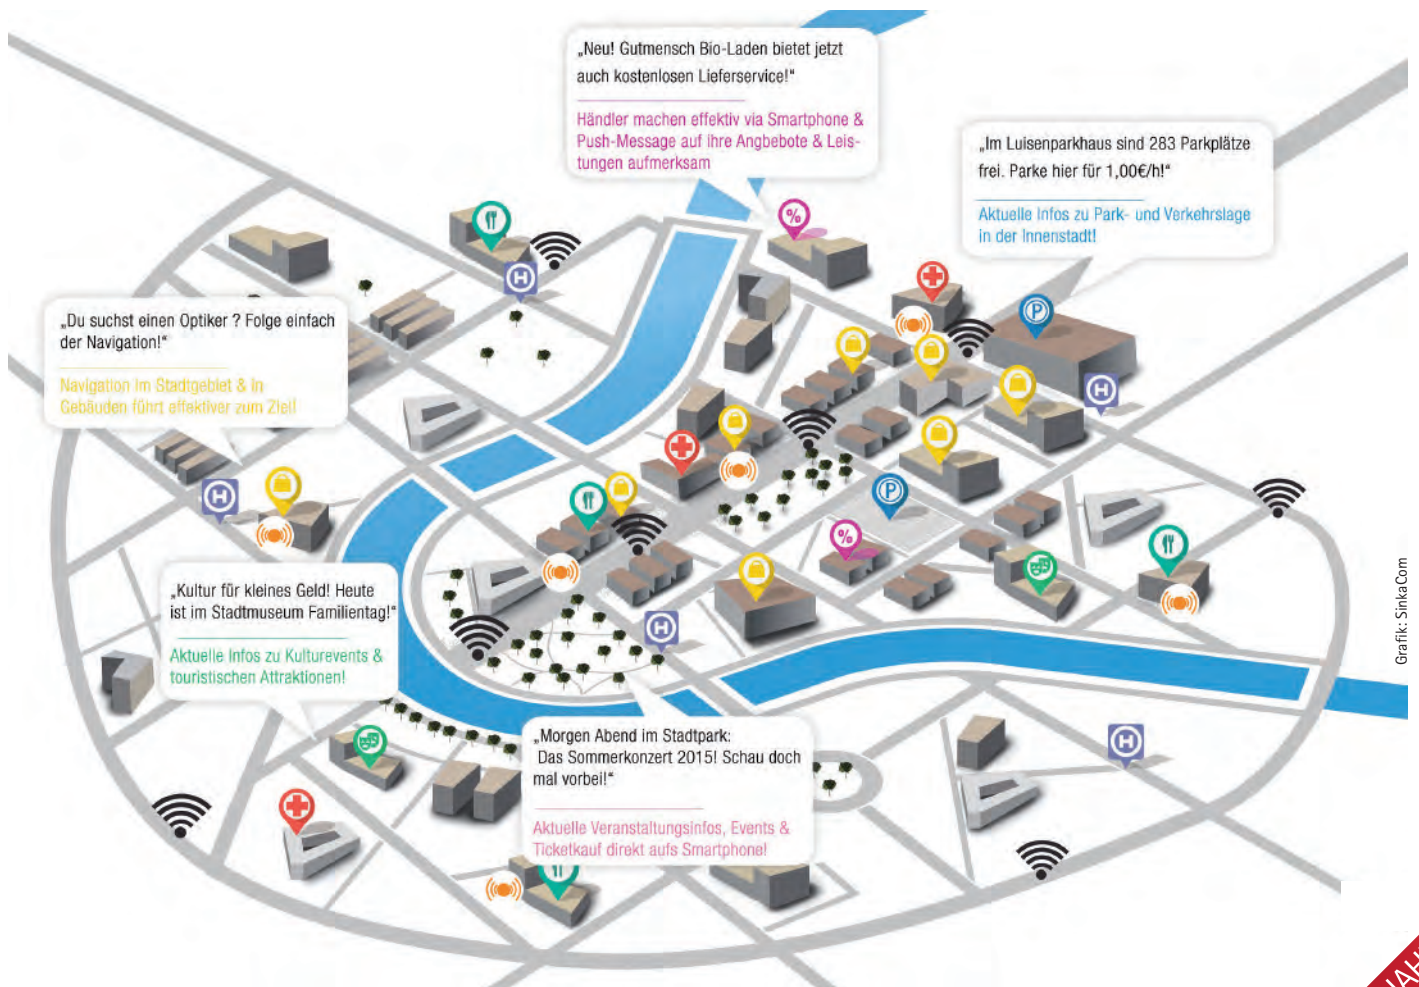 „Neu! Gutmensch Bio-Laden bietet jetzt
auch kostenlosen Lieferservice!“
Händler machen effektiv via Smartphone &
Push-Message auf ihre Angbebote & Leis-
tungen aufmerksam
„Im Luisenparkhaus sind 283 Parkplätze
frei. Parke hier für 1,00€/h!“
Aktuelle Infos zu Park- und Verkehrslage
in der Innenstadt!
„Du suchst einen Optiker ? Folge einfach
der Navigation!“
Navigation im Stadtgebiet & in
Gebäuden führt effektiver zum Ziel!
„Kultur für kleines Geld! Heute
ist im Stadtmuseum Familientag!“
Aktuelle Infos zu Kulturevents &
touristischen Attraktionen!
„Morgen Abend im Stadtpark:
Das Sommerkonzert 2015! Schau doch
mal vorbei!“
Aktuelle Veranstaltungsinfos, Events &
Ticketkauf direkt aufs Smartphone!
%
H
P
H
H
P
%
H
H
Grafik: SinkaCom